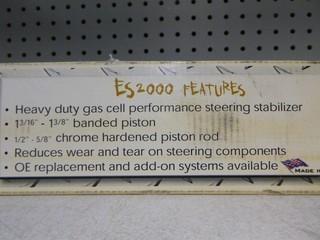 ES2000 FEATURES
• Heavy duty gas cell performance steering stabilizer
• 1 3/16" - 1 3/8" banded piston
• 1/2" - 5/8" chrome hardened piston rod
• Reduces wear and tear on steering components
• OE replacement and add-on systems available
MADE